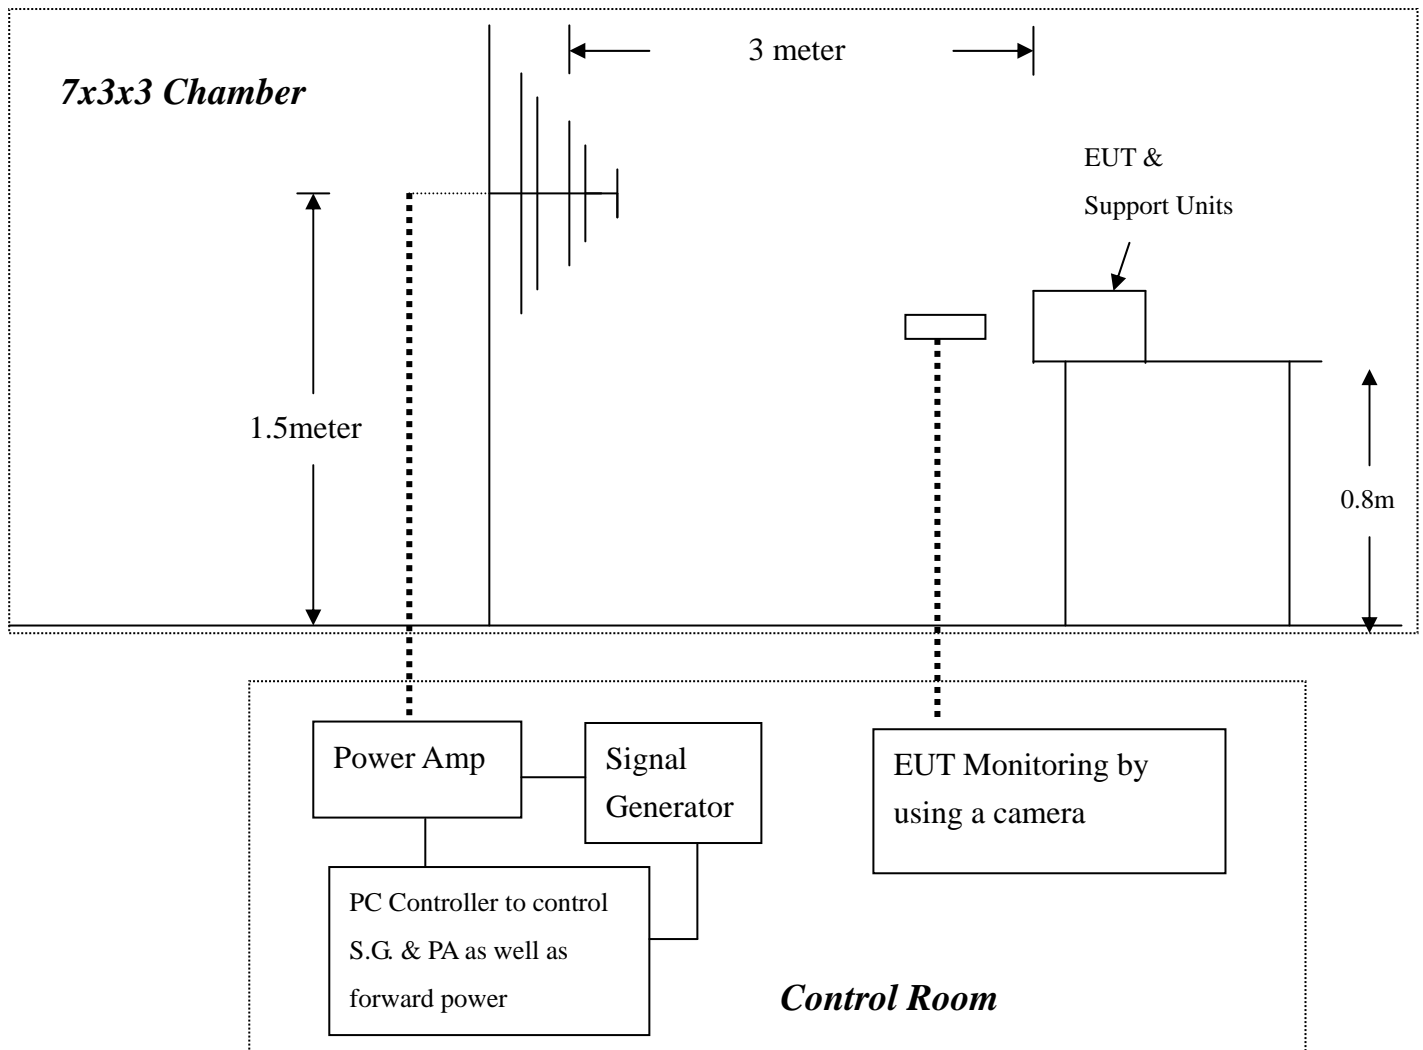 3 meter
7x3x3 Chamber
EUT &
Support Units
1.5meter
0.8m
Power Amp
Signal
Generator
EUT Monitoring by
using a camera
PC Controller to control
S.G. & PA as well as
forward power
Control Room